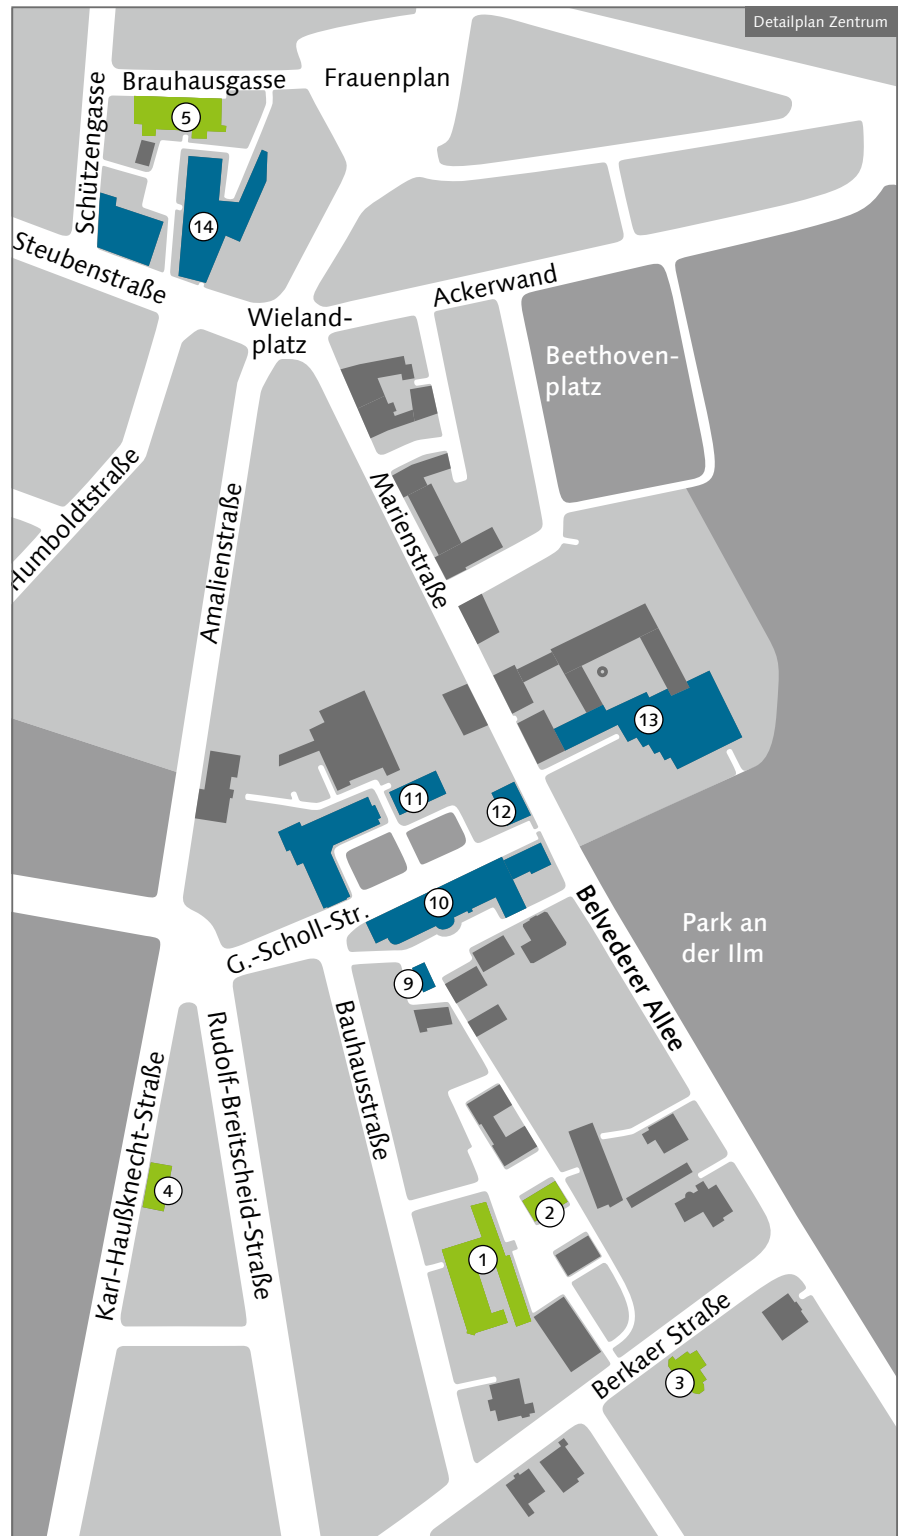 Detailplan Zentrum
Brauhausgasse
Frauenplan
Schützengasse
5
14
Steubenstraße
Ackerwand
Wieland-
platz
Beethoven-
platz
Humboldtstraße
Amalienstraße
Marienstraße
13
11
12
10
G.-Scholl-Str.
9
Belvederer Allee
Park an
der Ilm
Bauhausstraße
Rudolf-Breitscheid-Straße
Karl-Haußknecht-Straße
4
2
1
Berkaer Straße
3